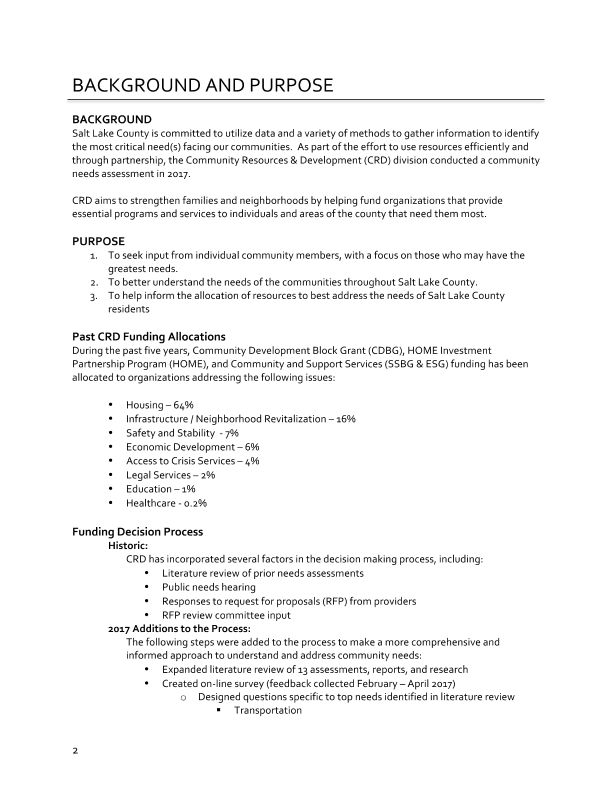 BACKGROUND AND PURPOSE
BACKGROUND
Salt Lake County is committed to utilize data and a variety of methods to gather information to identify
the most critical need(s) facing our communities.  As part of the effort to use resources efficiently and
through partnership, the Community Resources & Development (CRD) division conducted a community
needs assessment in 2017.
CRD aims to strengthen families and neighborhoods by helping fund organizations that provide
essential programs and services to individuals and areas of the county that need them most.
PURPOSE
1. To seek input from individual community members, with a focus on those who may have the
greatest needs.
2. To better understand the needs of the communities throughout Salt Lake County.
3. To help inform the allocation of resources to best address the needs of Salt Lake County
residents
Past CRD Funding Allocations
During the past five years, Community Development Block Grant (CDBG), HOME Investment
Partnership Program (HOME), and Community and Support Services (SSBG & ESG) funding has been
allocated to organizations addressing the following issues:
• Housing – 64%
• Infrastructure / Neighborhood Revitalization – 16%
• Safety and Stability  - 7%
• Economic Development – 6%
• Access to Crisis Services – 4%
• Legal Services – 2%
• Education – 1%
• Healthcare - 0.2%
Funding Decision Process
Historic:
CRD has incorporated several factors in the decision making process, including:
• Literature review of prior needs assessments
• Public needs hearing
• Responses to request for proposals (RFP) from providers
• RFP review committee input
2017 Additions to the Process:
The following steps were added to the process to make a more comprehensive and
informed approach to understand and address community needs:
• Expanded literature review of 13 assessments, reports, and research
• Created on-line survey (feedback collected February – April 2017)
o Designed questions specific to top needs identified in literature review
▪ Transportation
2